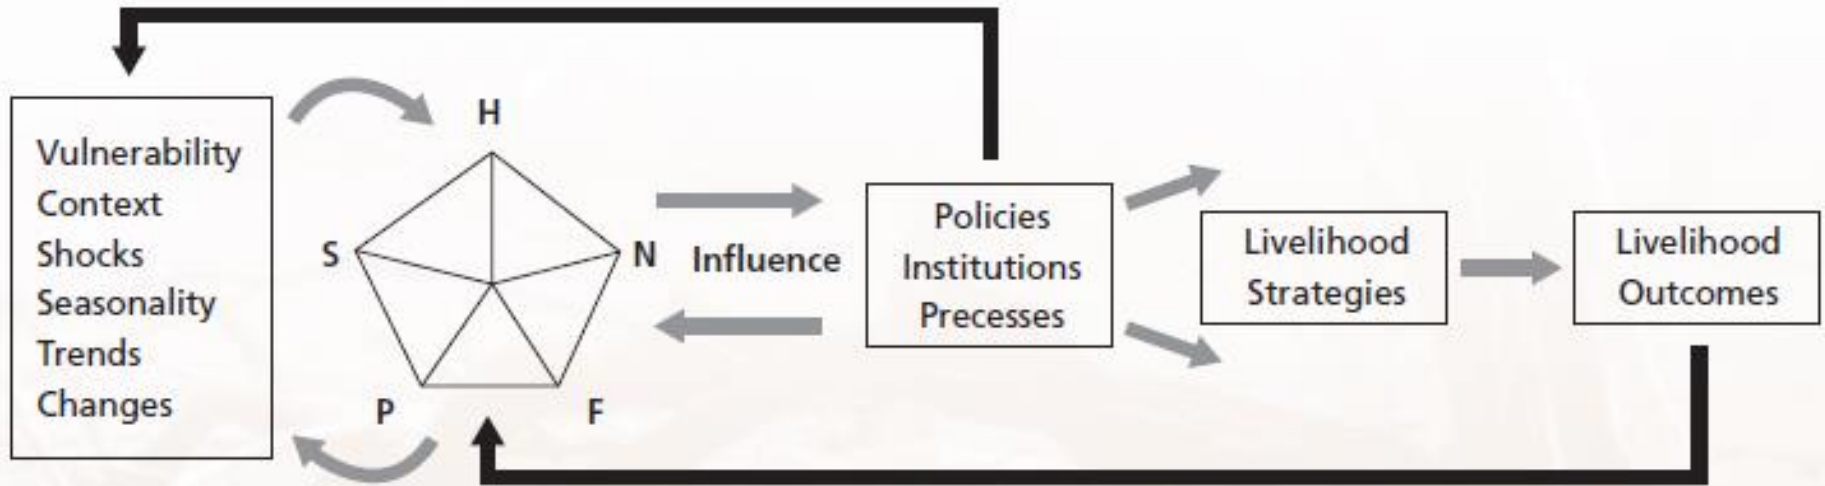 Vulnerability
Context
Shocks
Seasonality
Trends
Changes
H
S
N
P
F
Influence
Policies
Institutions
Precesses
Livelihood
Strategies
Livelihood
Outcomes